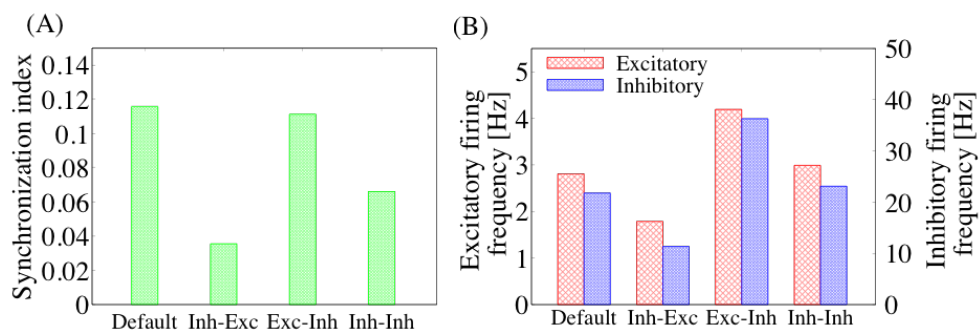 (A)
Synchronization index
0.14
0.12
0.1
0.08
0.06
0.04
0.02
0
Default Inh-Exc Exc-Inh Inh-Inh
(B)
Excitatory firing
frequency [Hz]
5
4
3
2
1
0
Excitatory
Inhibitory
Default Inh-Exc Exc-Inh Inh-Inh
50
40
30
20
10
0
Inhibitory firing
frequency [Hz]